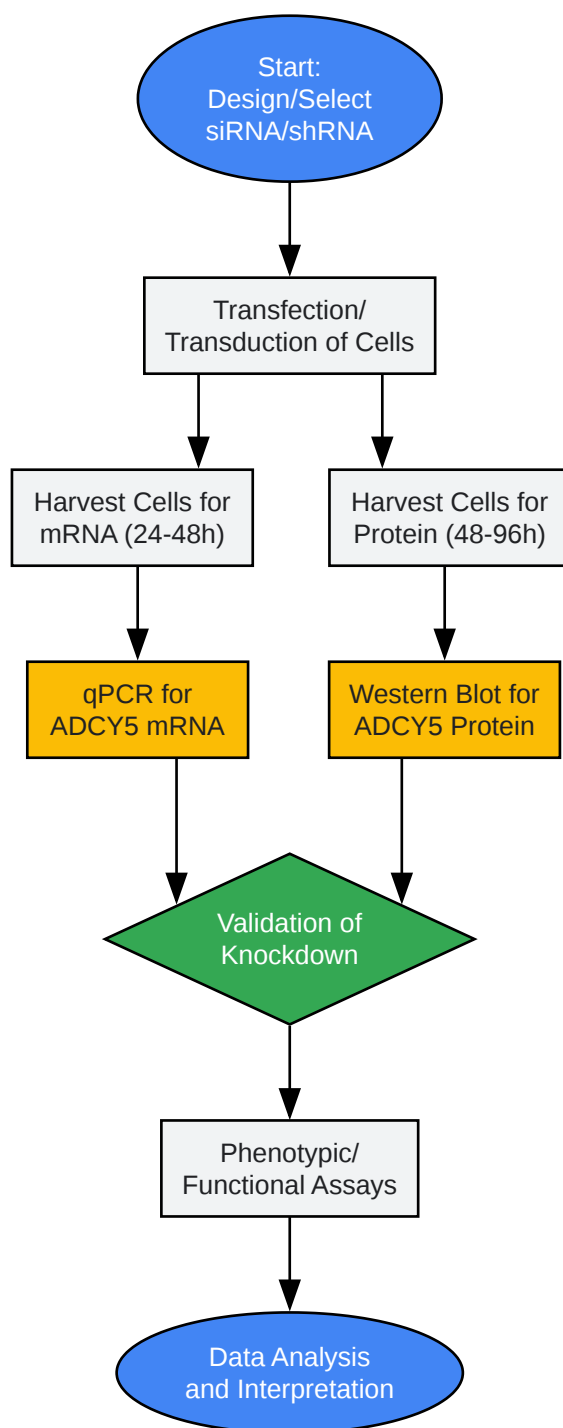 Start:
Design/Select
siRNA/shRNA
Transfection/
Transduction of Cells
Harvest Cells for
mRNA (24-48h)
Harvest Cells for
Protein (48-96h)
qPCR for
ADCY5 mRNA
Western Blot for
ADCY5 Protein
Validation of
Knockdown
Phenotypic/
Functional Assays
Data Analysis
and Interpretation